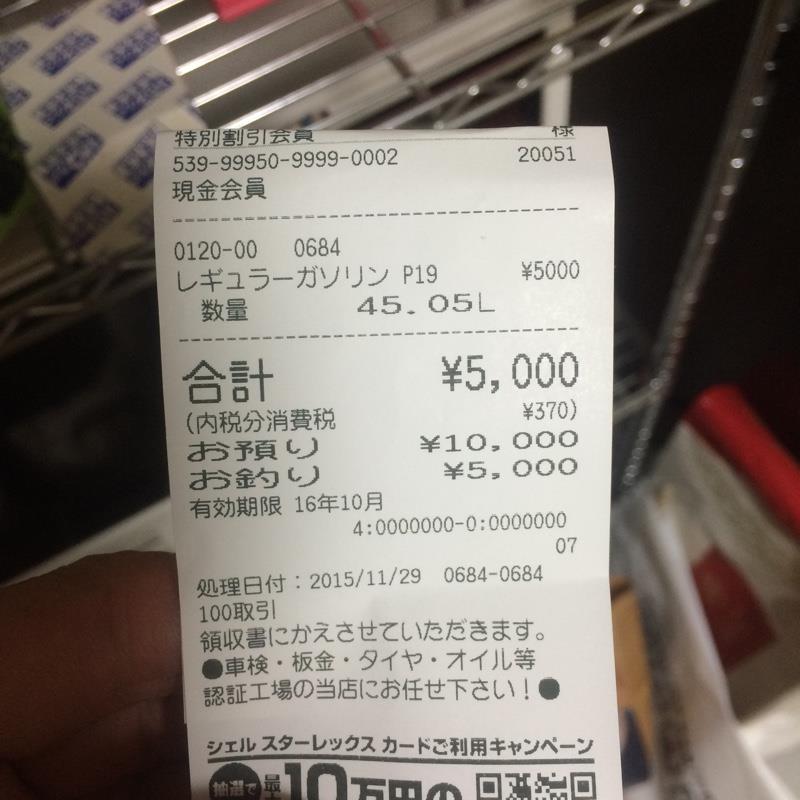 特別割引会員 様
539-99950-9999-0002 20051
現金会員
0120-00 0684
レギュラーガソリン P19 ¥5000
数量 45.05L
合計 ¥5,000
(内税分消費税 ¥370)
お預り ¥10,000
お釣り ¥5,000
有効期限 16年10月
4:0000000-0:0000000
07
処理日付:2015/11/29 0684-0684
100取引
領収書にかえさせていただきます。
●車検・板金・タイヤ・オイル等
認証工場の当店にお任せ下さい!●
シェル スターレックス カードご利用キャンペーン
抽選で 最 10万円の